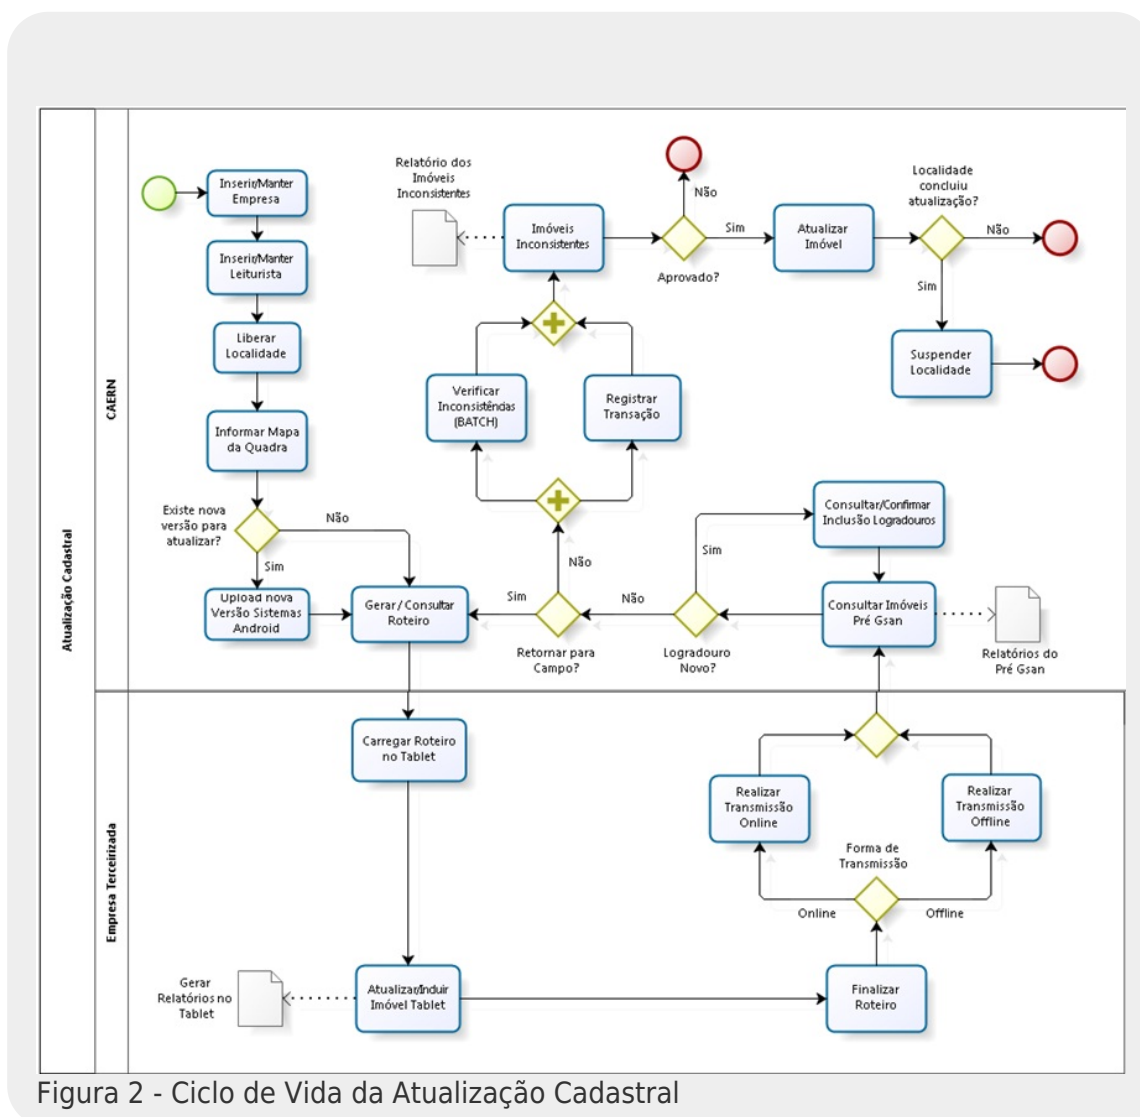 Atualização Cadastral
CAERN
Inserir/Manter
Empresa
Inserir/Manter
Leiturista
Liberar
Localidade
Informar Mapa
da Quadra
Existe nova
versão para
atualizar?
Não
Sim
Upload nova
Versão Sistemas
Android
Gerar / Consultar
Roteiro
Relatório dos
Imóveis
Inconsistentes
Imóveis
Inconsistentes
Não
Aprovado?
Sim
Atualizar
Imóvel
Localidade
concluiu
atualização?
Não
Sim
Suspender
Localidade
Verificar
Inconsistências
(BATCH)
Registrar
Transação
Não
Sim
Retornar para
Campo?
Não
Logradouro
Novo?
Sim
Consultar/Confirmar
Inclusão Logradouros
Consultar Imóveis
Pré Gsan
Relatórios do
Pré Gsan
Empresa Terceirizada
Carregar Roteiro
no Tablet
Realizar
Transmissão
Online
Realizar
Transmissão
Offline
Forma de
Transmissão
Online
Offline
Gerar
Relatórios no
Tablet
Atualizar/Incluir
Imóvel Tablet
Finalizar
Roteiro
Figura 2 - Ciclo de Vida da Atualização Cadastral